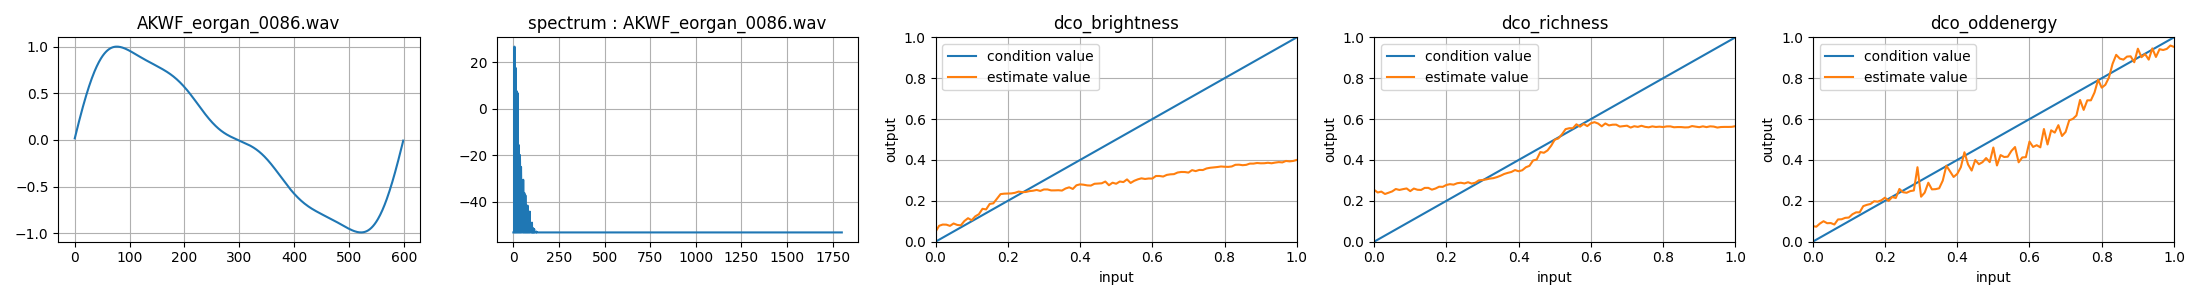 AKWF_eorgan_0086.wav
1.0
0.5
0.0
−0.5
−1.0
0 100 200 300 400 500 600
spectrum : AKWF_eorgan_0086.wav
20
0
−20
−40
0 250 500 750 1000 1250 1500 1750
dco_brightness
condition value
estimate value
output
1.0
0.8
0.6
0.4
0.2
0.0
0.0 0.2 0.4 0.6 0.8 1.0
input
dco_richness
condition value
estimate value
output
1.0
0.8
0.6
0.4
0.2
0.0
0.0 0.2 0.4 0.6 0.8 1.0
input
dco_oddenergy
condition value
estimate value
output
1.0
0.8
0.6
0.4
0.2
0.0
0.0 0.2 0.4 0.6 0.8 1.0
input